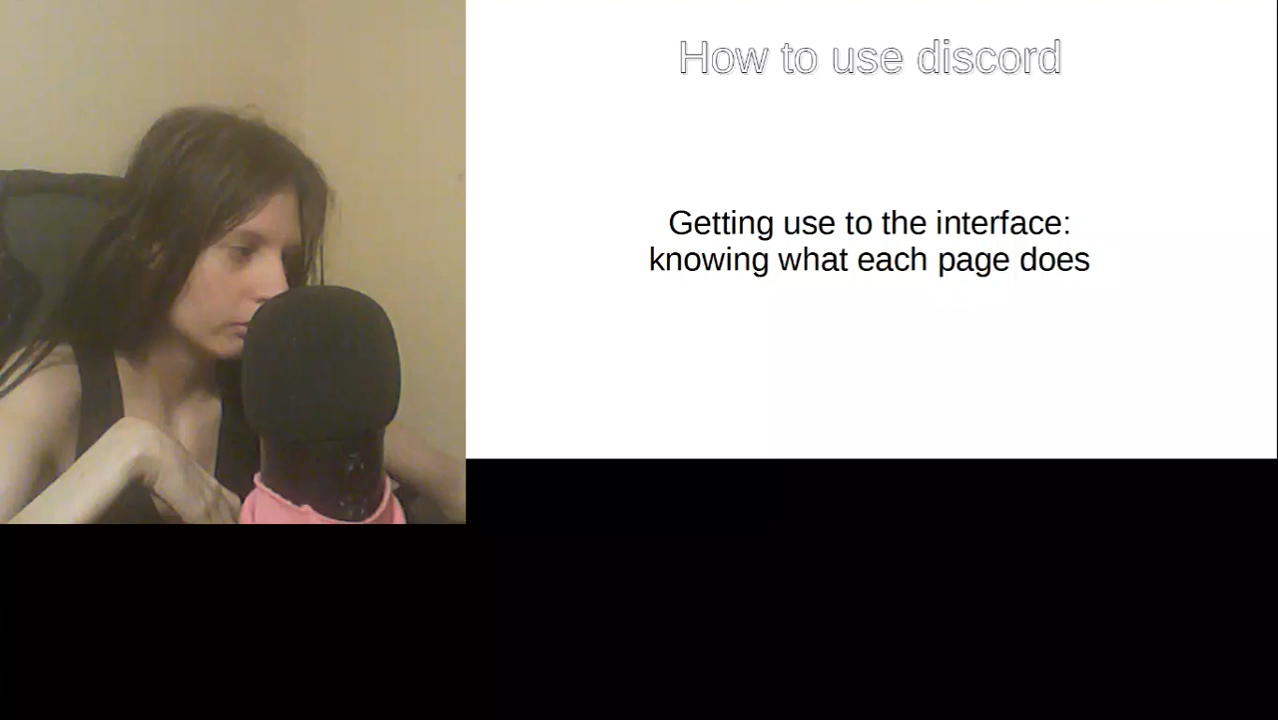 How to use discord
Getting use to the interface:
knowing what each page does